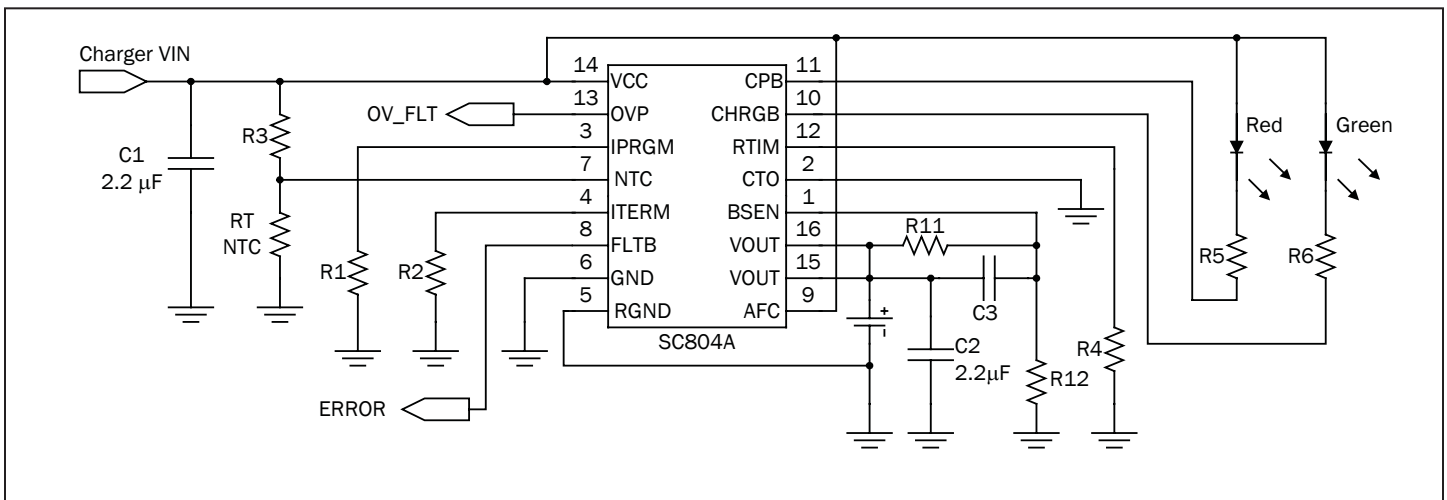 Charger VIN
14
VCC
CPB
11
13
OVP
CHRGB
10
OV_FLT
Red
Green
R3
3
IPRGM
RTIM
12
C1
2.2 µF
7
NTC
CTO
2
4
ITERM
BSEN
1
RT
NTC
8
FLTB
VOUT
16
R11
R5
R6
R1
R2
6
GND
VOUT
15
5
RGND
AFC
9
C3
+
SC804A
C2
2.2µF
R4
R12
ERROR